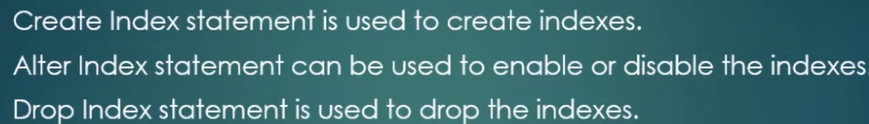 Create Index statement is used to create indexes.
Alter Index statement can be used to enable or disable the indexes.
Drop Index statement is used to drop the indexes.